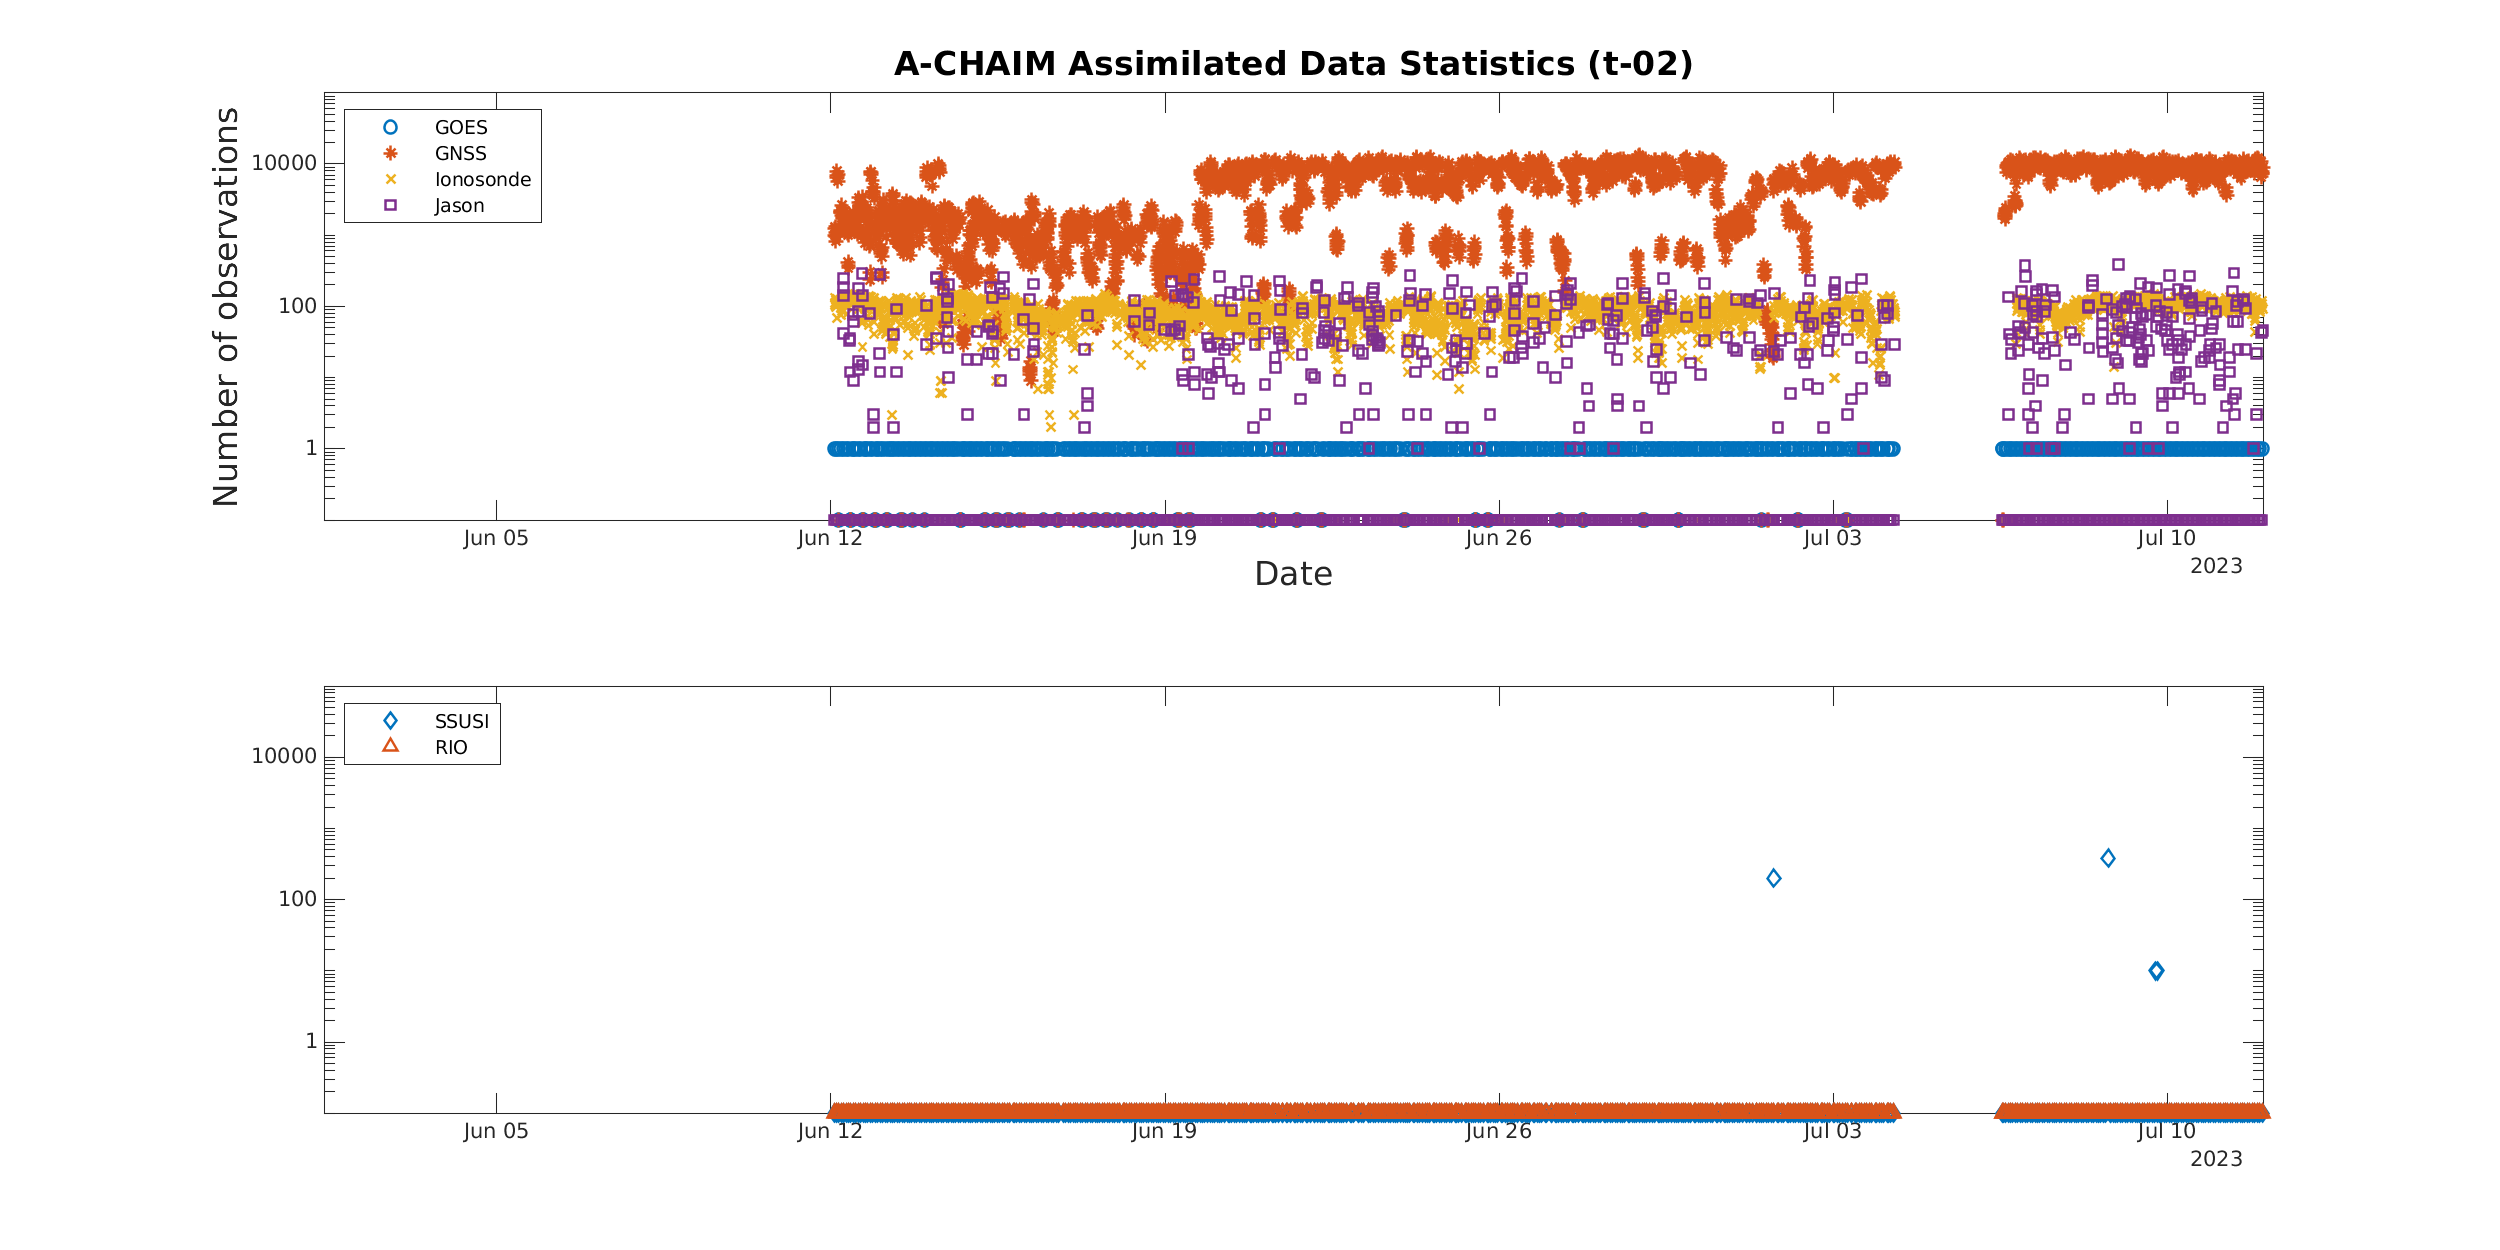 A-CHAIM Assimilated Data Statistics (t-02)
Number of observations
10000
100
1
GOES
GNSS
Ionosonde
Jason
Jun 05
Jun 12
Jun 19
Jun 26
Jul 03
Jul 10
2023
Date
10000
100
1
SSUSI
RIO
Jun 05
Jun 12
Jun 19
Jun 26
Jul 03
Jul 10
2023